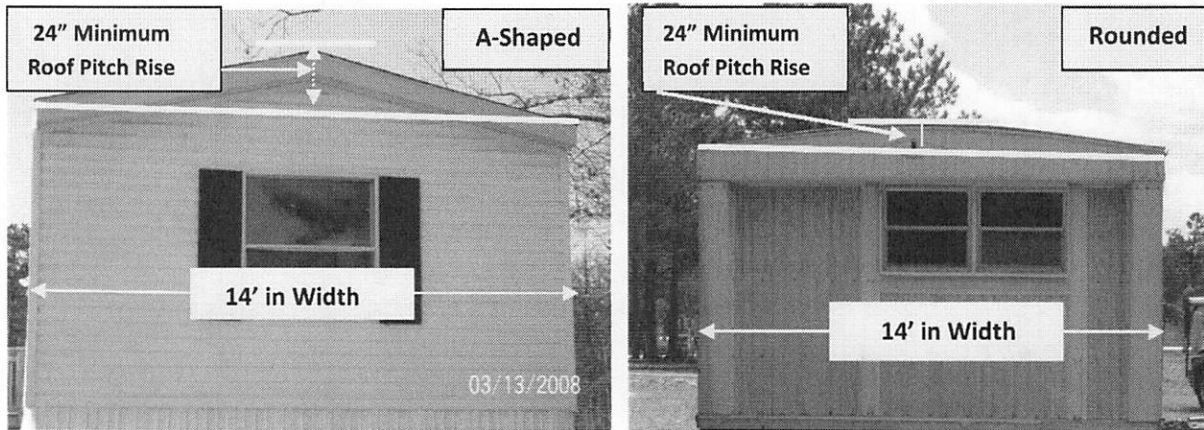 24” Minimum
Roof Pitch Rise
A-Shaped
14’ in Width
03/13/2008
24” Minimum
Roof Pitch Rise
Rounded
14’ in Width